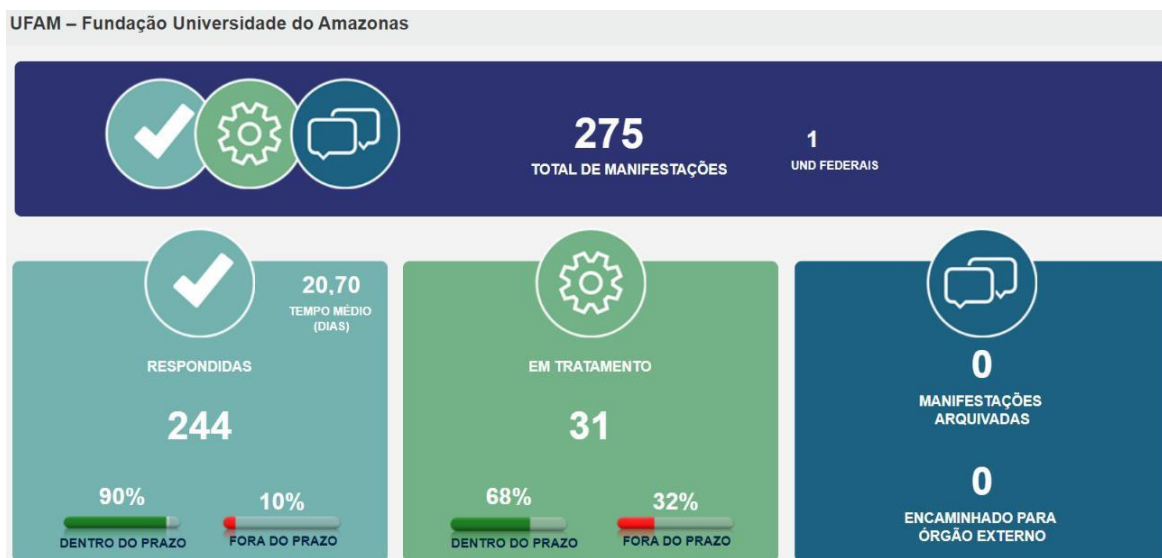 UFAM – Fundação Universidade do Amazonas
275
TOTAL DE MANIFESTAÇÕES
1
UND FEDERAIS
20,70
TEMPO MÉDIO
(DIAS)
RESPONDIDAS
244
90%
DENTRO DO PRAZO
10%
FORA DO PRAZO
EM TRATAMENTO
31
68%
DENTRO DO PRAZO
32%
FORA DO PRAZO
0
MANIFESTAÇÕES
ARQUIVADAS
0
ENCAMINHADO PARA
ÓRGÃO EXTERNO